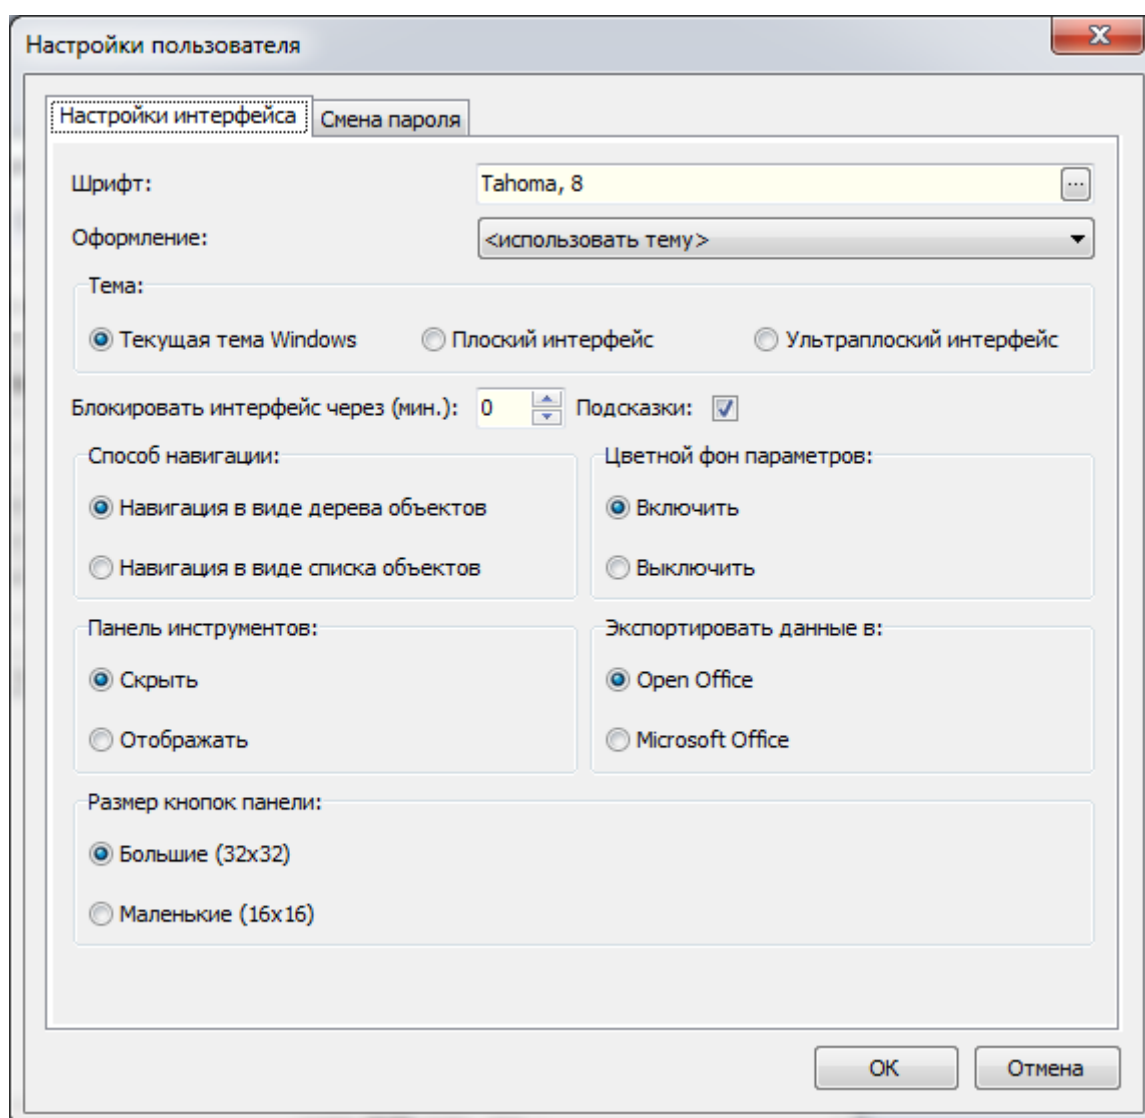 Настройки пользователя
Настройки интерфейса Смена пароля
Шрифт: Tahoma, 8 ...
Оформление: <использовать тему>
Тема:
Текущая тема Windows Плоский интерфейс Ультраплоский интерфейс
Блокировать интерфейс через (мин.): 0 Подсказки:
Способ навигации: Цветной фон параметров:
Навигация в виде дерева объектов Включить
Навигация в виде списка объектов Выключить
Панель инструментов: Экспортировать данные в:
Скрыть Open Office
Отображать Microsoft Office
Размер кнопок панели:
Большие (32x32)
Маленькие (16x16)
ОК Отмена